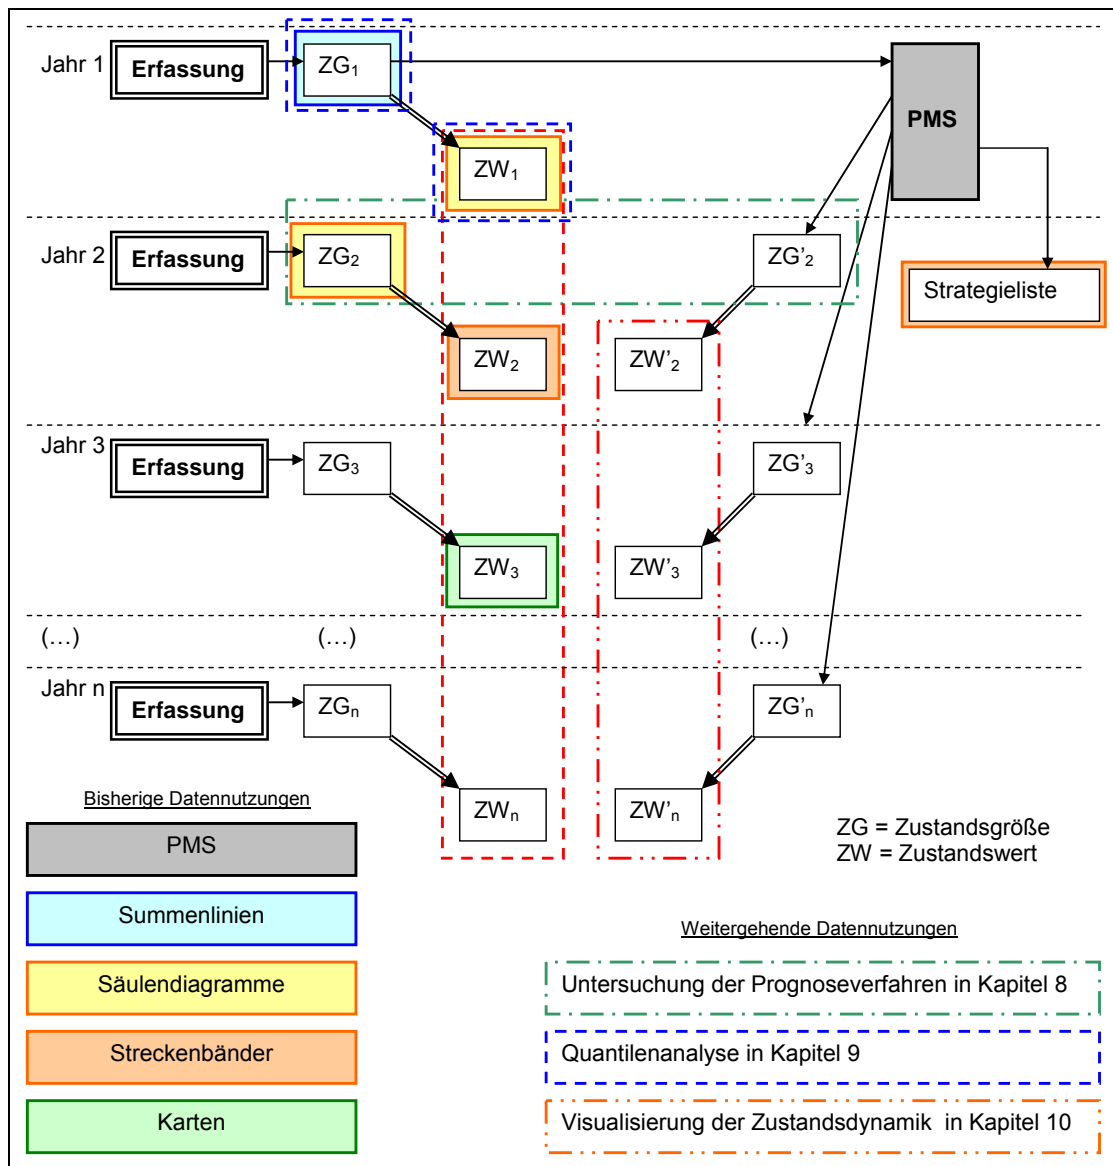 Jahr 1
Erfassung
ZG₁
PMS
ZW₁
Jahr 2
Erfassung
ZG₂
ZG’₂
Strategieliste
ZW₂
ZW’₂
Jahr 3
Erfassung
ZG₃
ZG’₃
ZW₃
ZW’₃
(…)
(…)
(…)
Jahr n
Erfassung
ZGₙ
ZG’ₙ
ZWₙ
ZW’ₙ
ZG = Zustandsgröße
ZW = Zustandswert
Bisherige Datennutzungen
PMS
Summenlinien
Säulendiagramme
Streckenbänder
Karten
Weitergehende Datennutzungen
Untersuchung der Prognoseverfahren in Kapitel 8
Quantilenanalyse in Kapitel 9
Visualisierung der Zustandsdynamik in Kapitel 10